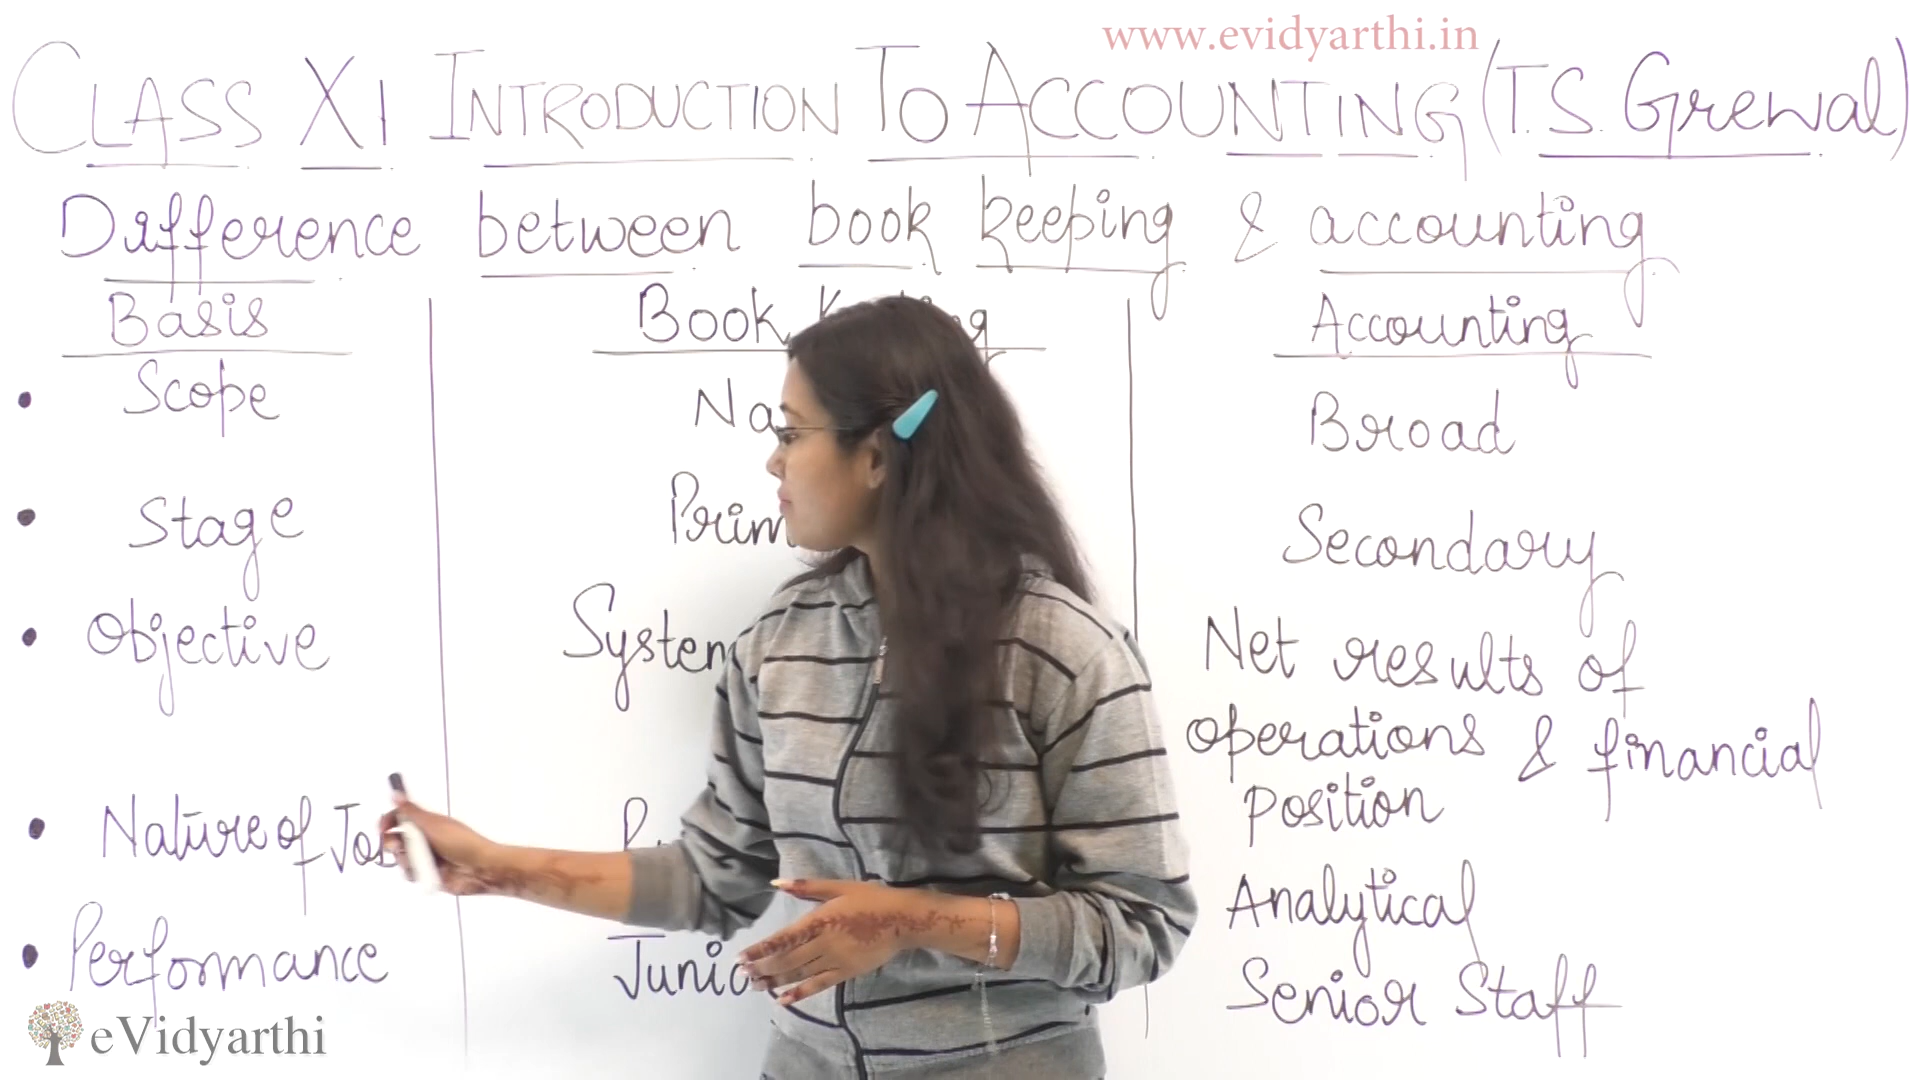 www.evidyarthi.in
CLASS XI INTRODUCTION TO ACCOUNTING (T.S. Grewal)
Difference between book keeping & accounting
Basis Book Accounting
• Scope Broad
• Stage Secondary
• Objective Net results of
operations & financial
position
• Nature of Job Analytical
• Performance Senior Staff
eVidyarthi